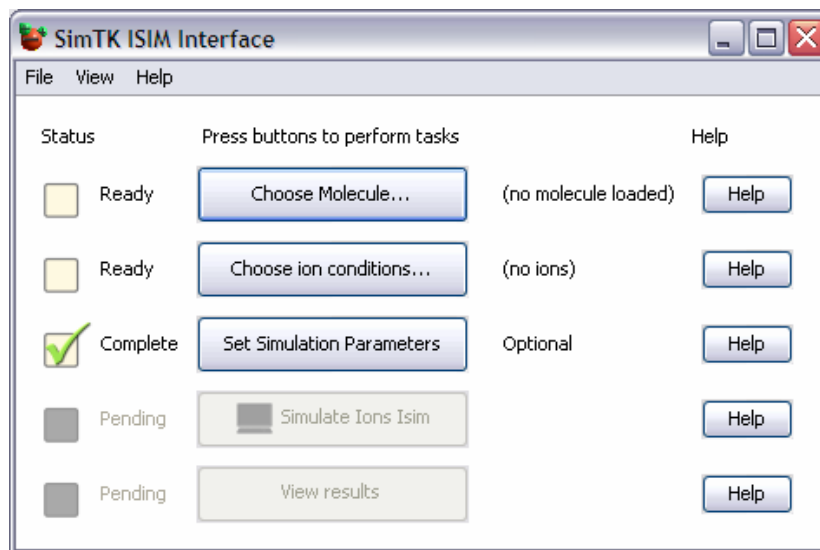 SimTK ISIM Interface
File View Help
Status Press buttons to perform tasks Help
Ready Choose Molecule... (no molecule loaded) Help
Ready Choose ion conditions... (no ions) Help
Complete Set Simulation Parameters Optional Help
Pending Simulate Ions Isim Help
Pending View results Help